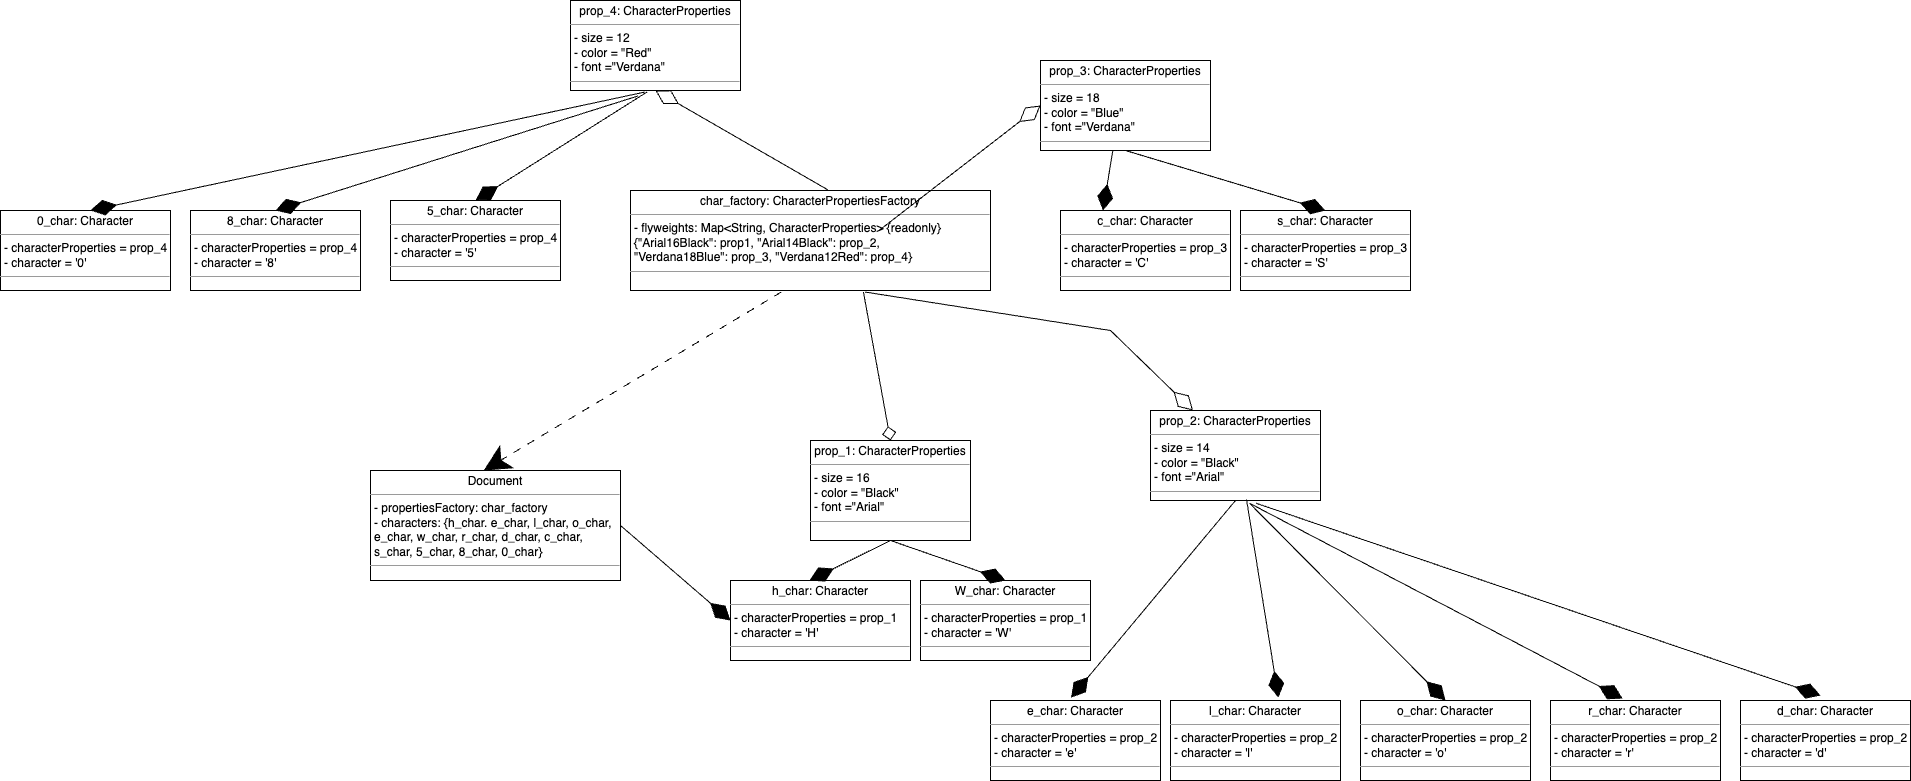 prop_4: CharacterProperties
- size = 12
- color = "Red"
- font ="Verdana"
prop_3: CharacterProperties
- size = 18
- color = "Blue"
- font ="Verdana"
0_char: Character
- characterProperties = prop_4
- character = '0'
8_char: Character
- characterProperties = prop_4
- character = '8'
5_char: Character
- characterProperties = prop_4
- character = '5'
char_factory: CharacterPropertiesFactory
- flyweights: Map<String, CharacterProperties> {readonly}
{"Arial16Black": prop1, "Arial14Black": prop_2,
"Verdana18Blue": prop_3, "Verdana12Red": prop_4}
c_char: Character
- characterProperties = prop_3
- character = 'C'
s_char: Character
- characterProperties = prop_3
- character = 'S'
Document
- propertiesFactory: char_factory
- characters: {h_char. e_char, l_char, o_char,
e_char, w_char, r_char, d_char, c_char,
s_char, 5_char, 8_char, 0_char}
prop_1: CharacterProperties
- size = 16
- color = "Black"
- font ="Arial"
prop_2: CharacterProperties
- size = 14
- color = "Black"
- font ="Arial"
h_char: Character
- characterProperties = prop_1
- character = 'H'
W_char: Character
- characterProperties = prop_1
- character = 'W'
e_char: Character
- characterProperties = prop_2
- character = 'e'
l_char: Character
- characterProperties = prop_2
- character = 'l'
o_char: Character
- characterProperties = prop_2
- character = 'o'
r_char: Character
- characterProperties = prop_2
- character = 'r'
d_char: Character
- characterProperties = prop_2
- character = 'd'